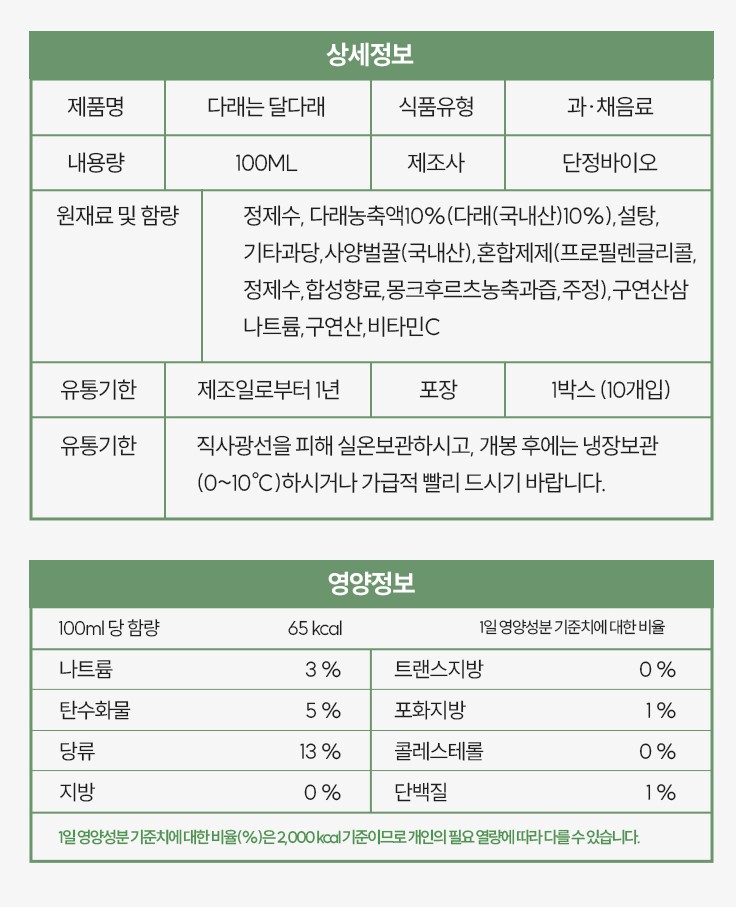 상세정보
제품명 다래는 달다래 식품유형 과·채음료
내용량 100ML 제조사 단정바이오
원재료 및 함량 정제수, 다래농축액10%(다래(국내산)10%),설탕,
기타과당,사양벌꿀(국내산),혼합제제(프로필렌글리콜,
정제수,합성향료,몽크후르츠농축과즙,주정),구연산삼
나트륨,구연산,비타민C
유통기한 제조일로부터 1년 포장 1박스 (10개입)
유통기한 직사광선을 피해 실온보관하시고, 개봉 후에는 냉장보관
(0~10℃)하시거나 가급적 빨리 드시기 바랍니다.
영양정보
100ml 당 함량 65 kcal 1일 영양성분 기준치에 대한 비율
나트륨 3 % 트랜스지방 0 %
탄수화물 5 % 포화지방 1 %
당류 13 % 콜레스테롤 0 %
지방 0 % 단백질 1 %
1일 영양성분 기준치에 대한 비율(%)은 2,000 kcal 기준이므로 개인의 필요 열량에 따라 다를 수 있습니다.